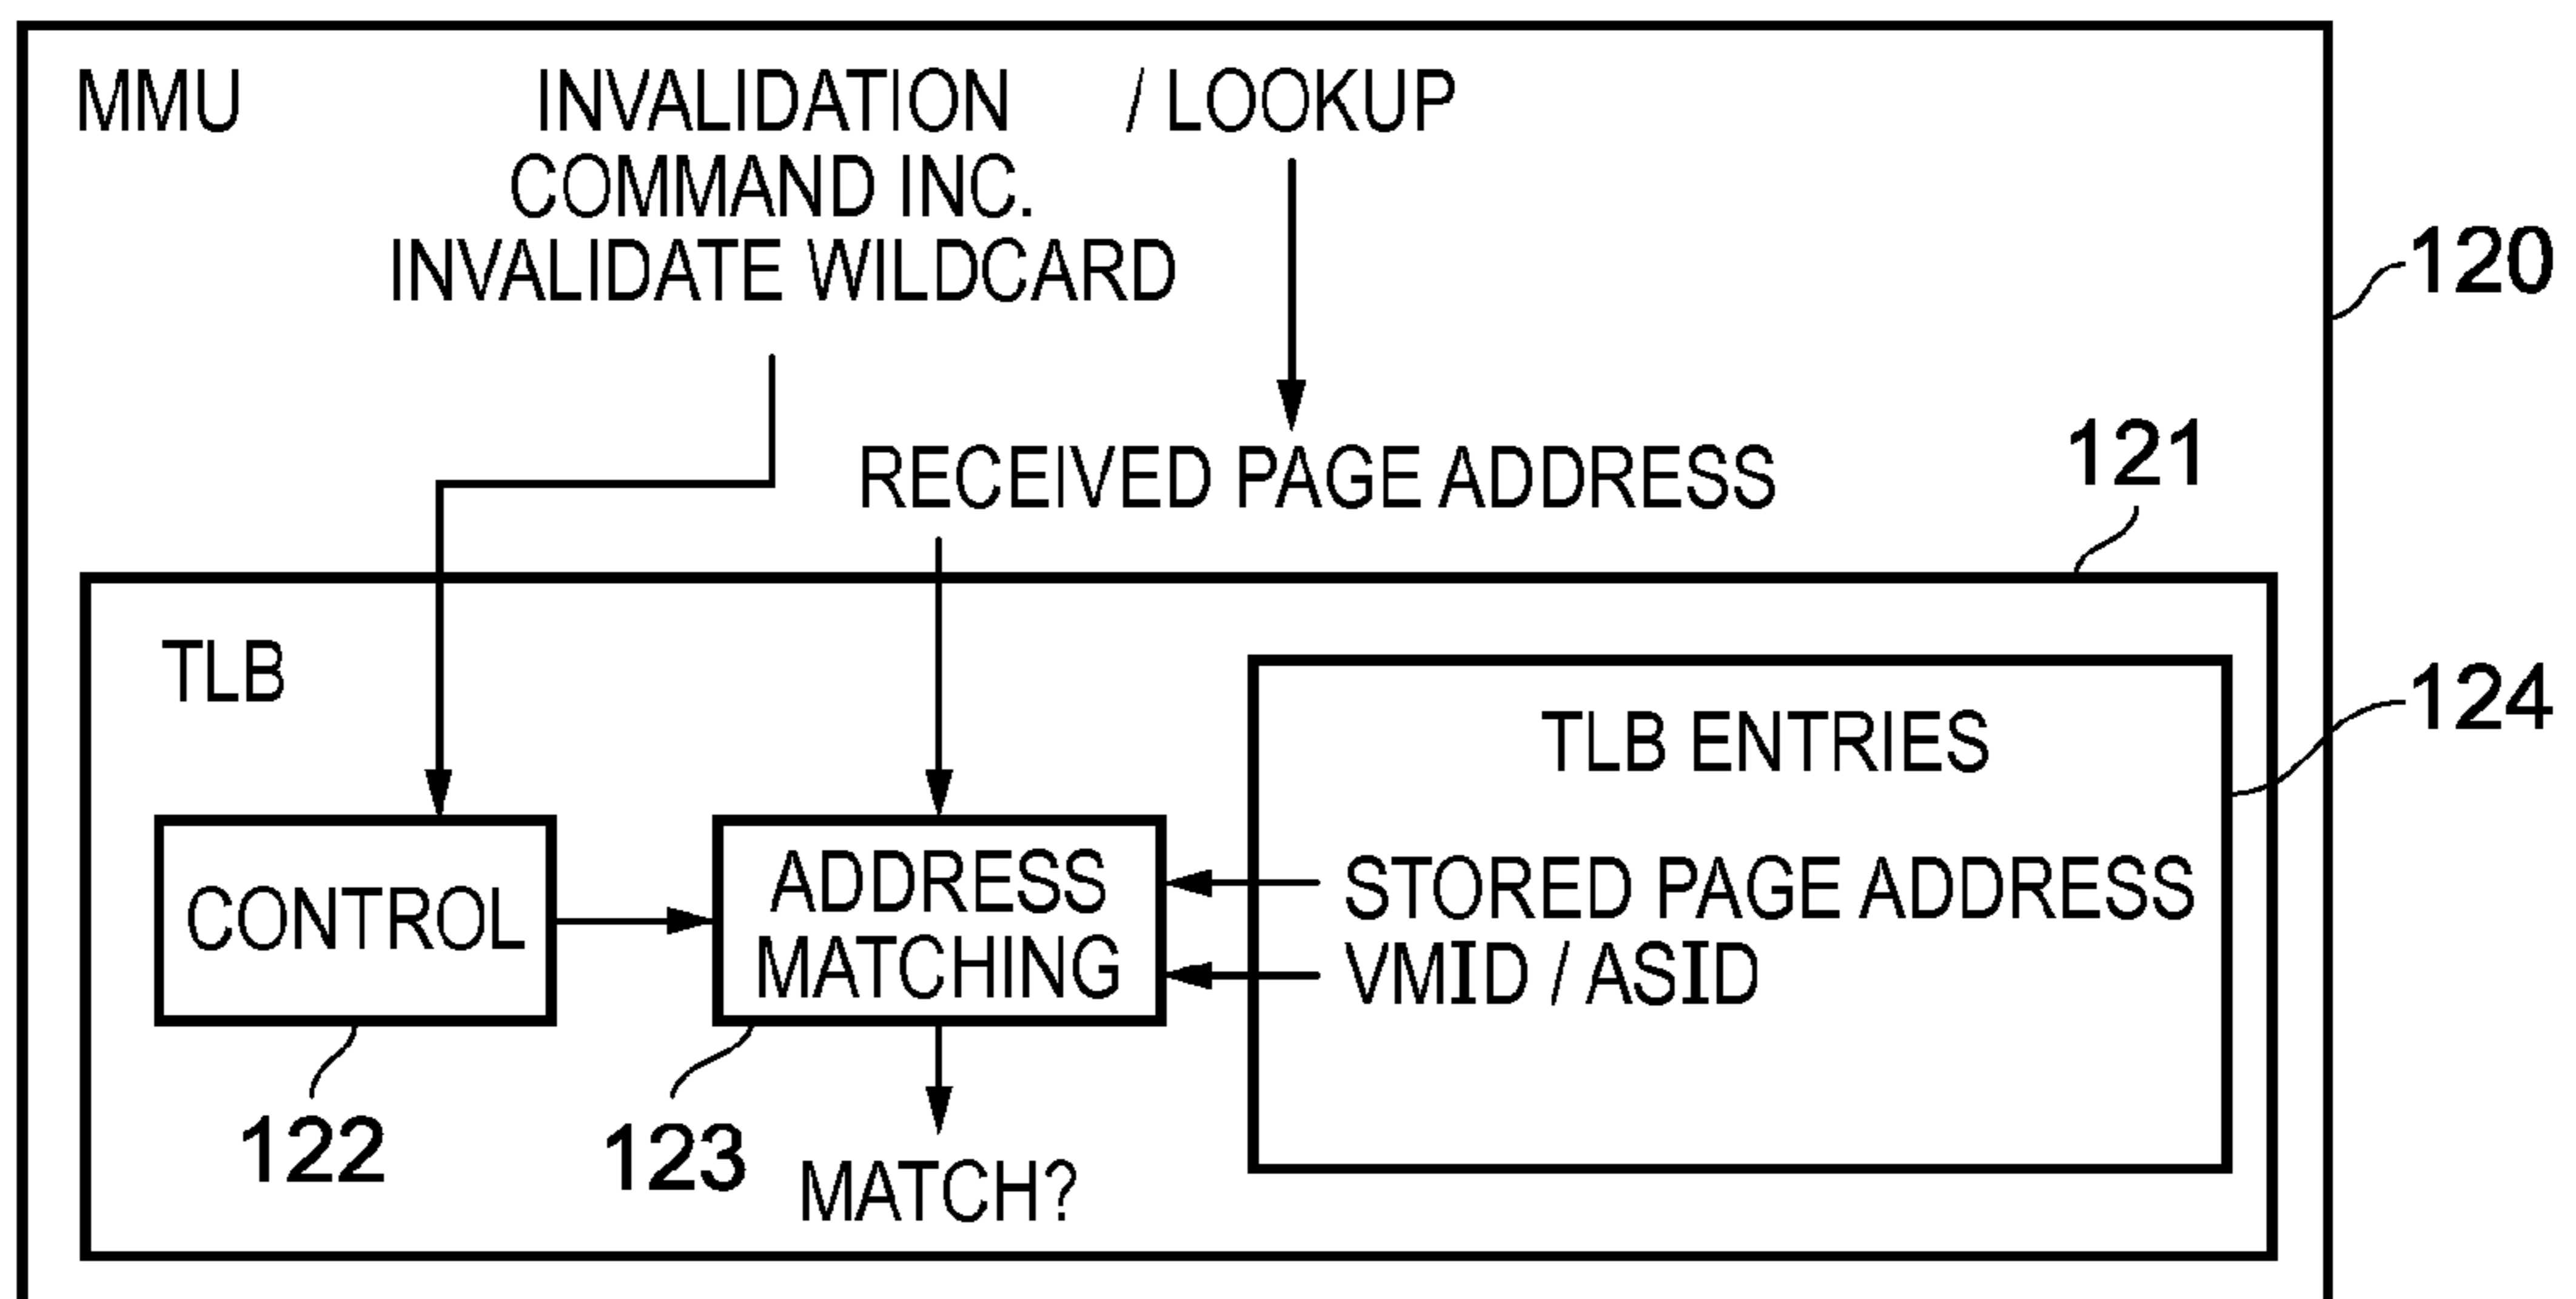 MMU
INVALIDATION / LOOKUP
COMMAND INC.
INVALIDATE WILDCARD
120
RECEIVED PAGE ADDRESS
121
TLB
124
TLB ENTRIES
CONTROL
ADDRESS
MATCHING
STORED PAGE ADDRESS
VMID / ASID
122
123
MATCH?